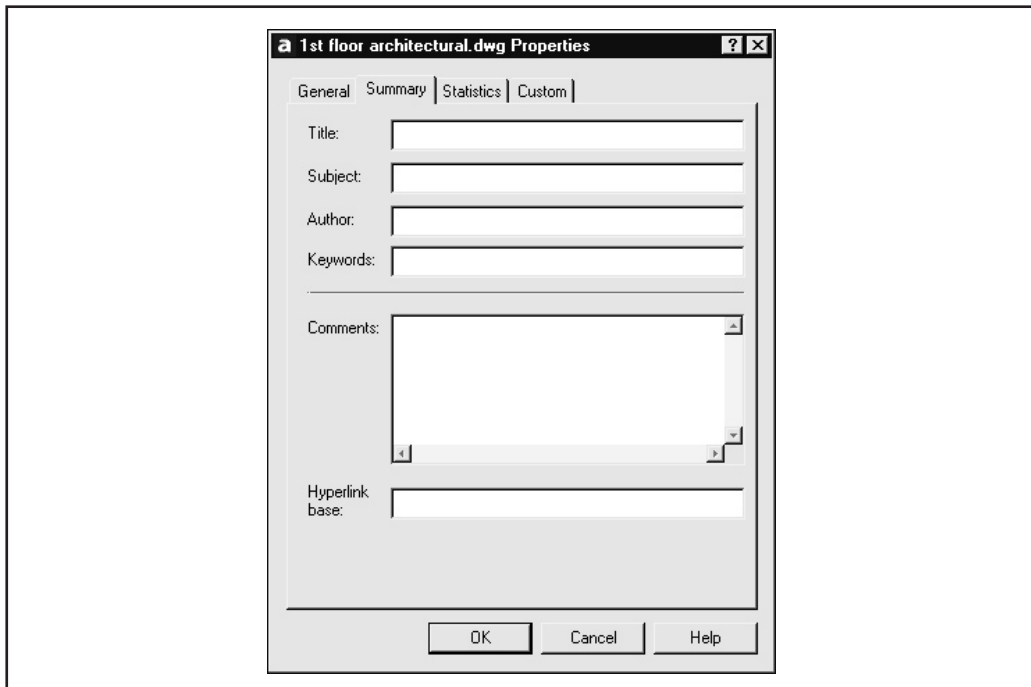 a 1st floor architectural.dwg Properties ? X
General Summary Statistics Custom
Title:
Subject:
Author:
Keywords:
Comments:
Hyperlink
base:
OK Cancel Help